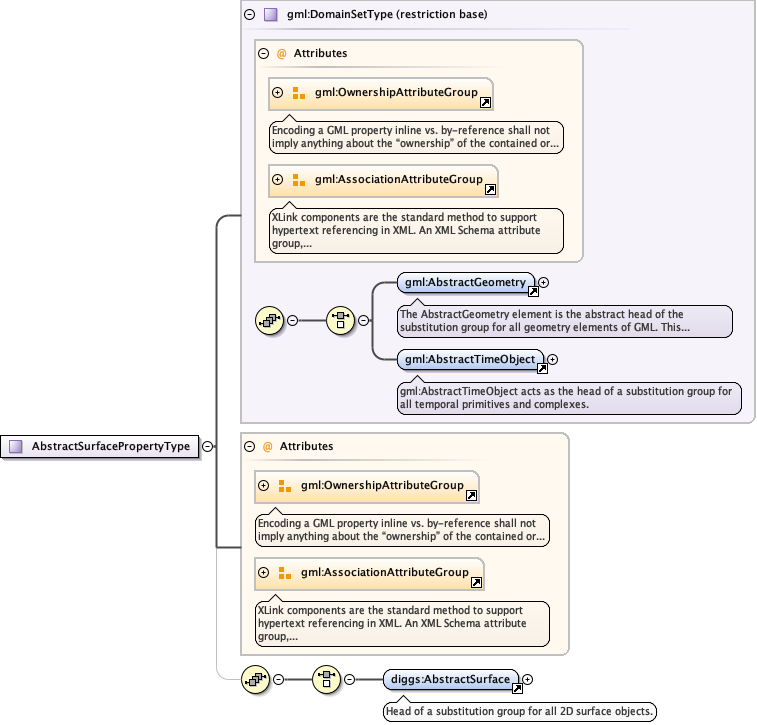 gml:DomainSetType (restriction base)
@ Attributes
gml:OwnershipAttributeGroup
Encoding a GML property inline vs. by-reference shall not
imply anything about the “ownership” of the contained or...
gml:AssociationAttributeGroup
XLink components are the standard method to support
hypertext referencing in XML. An XML Schema attribute
group,...
gml:AbstractGeometry
The AbstractGeometry element is the abstract head of the
substitution group for all geometry elements of GML. This...
gml:AbstractTimeObject
gml:AbstractTimeObject acts as the head of a substitution group for
all temporal primitives and complexes.
AbstractSurfacePropertyType
@ Attributes
gml:OwnershipAttributeGroup
Encoding a GML property inline vs. by-reference shall not
imply anything about the “ownership” of the contained or...
gml:AssociationAttributeGroup
XLink components are the standard method to support
hypertext referencing in XML. An XML Schema attribute
group,...
diggs:AbstractSurface
Head of a substitution group for all 2D surface objects.